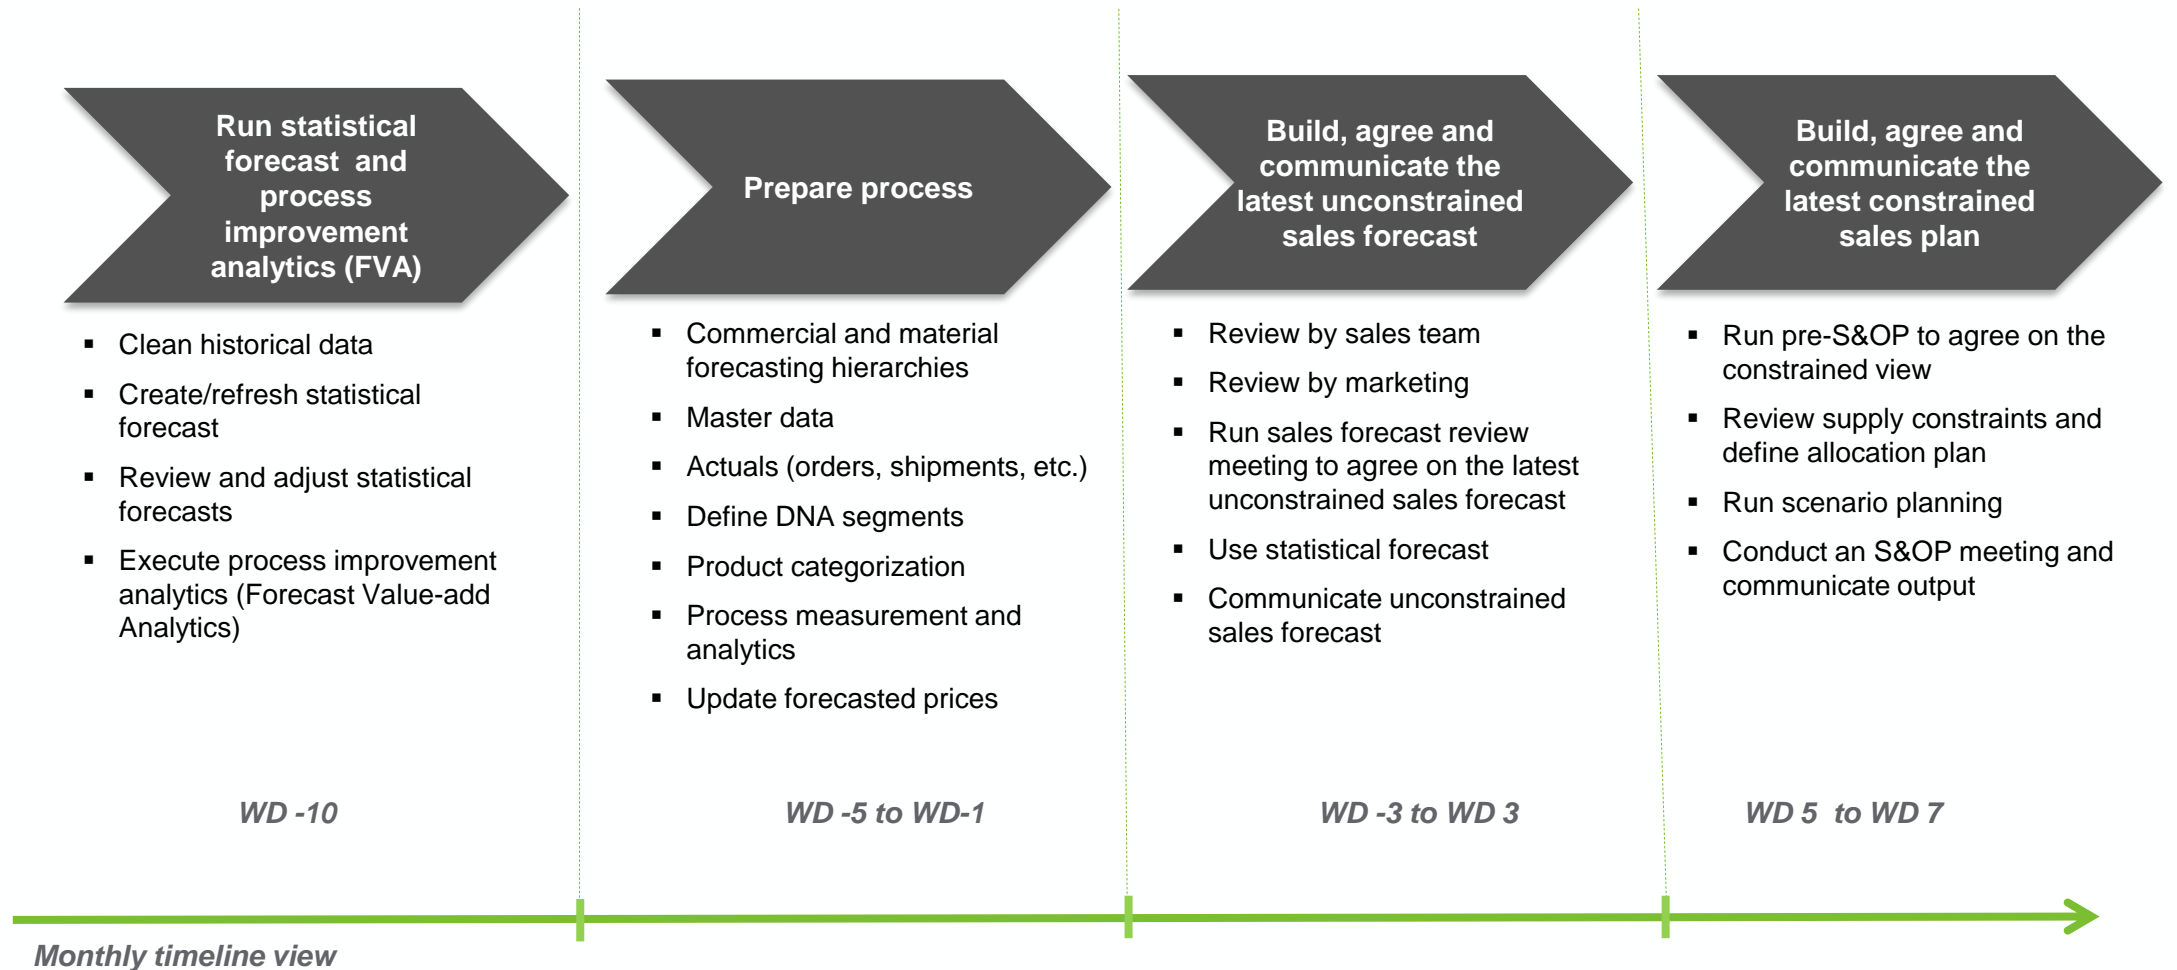 Run statistical
forecast and
process
improvement
analytics (FVA)
▪ Clean historical data
▪ Create/refresh statistical
forecast
▪ Review and adjust statistical
forecasts
▪ Execute process improvement
analytics (Forecast Value-add
Analytics)
WD -10
Prepare process
▪ Commercial and material
forecasting hierarchies
▪ Master data
▪ Actuals (orders, shipments, etc.)
▪ Define DNA segments
▪ Product categorization
▪ Process measurement and
analytics
▪ Update forecasted prices
WD -5 to WD-1
Build, agree and
communicate the
latest unconstrained
sales forecast
▪ Review by sales team
▪ Review by marketing
▪ Run sales forecast review
meeting to agree on the latest
unconstrained sales forecast
▪ Use statistical forecast
▪ Communicate unconstrained
sales forecast
WD -3 to WD 3
Build, agree and
communicate the
latest constrained
sales plan
▪ Run pre-S&OP to agree on the
constrained view
▪ Review supply constraints and
define allocation plan
▪ Run scenario planning
▪ Conduct an S&OP meeting and
communicate output
WD 5 to WD 7
Monthly timeline view